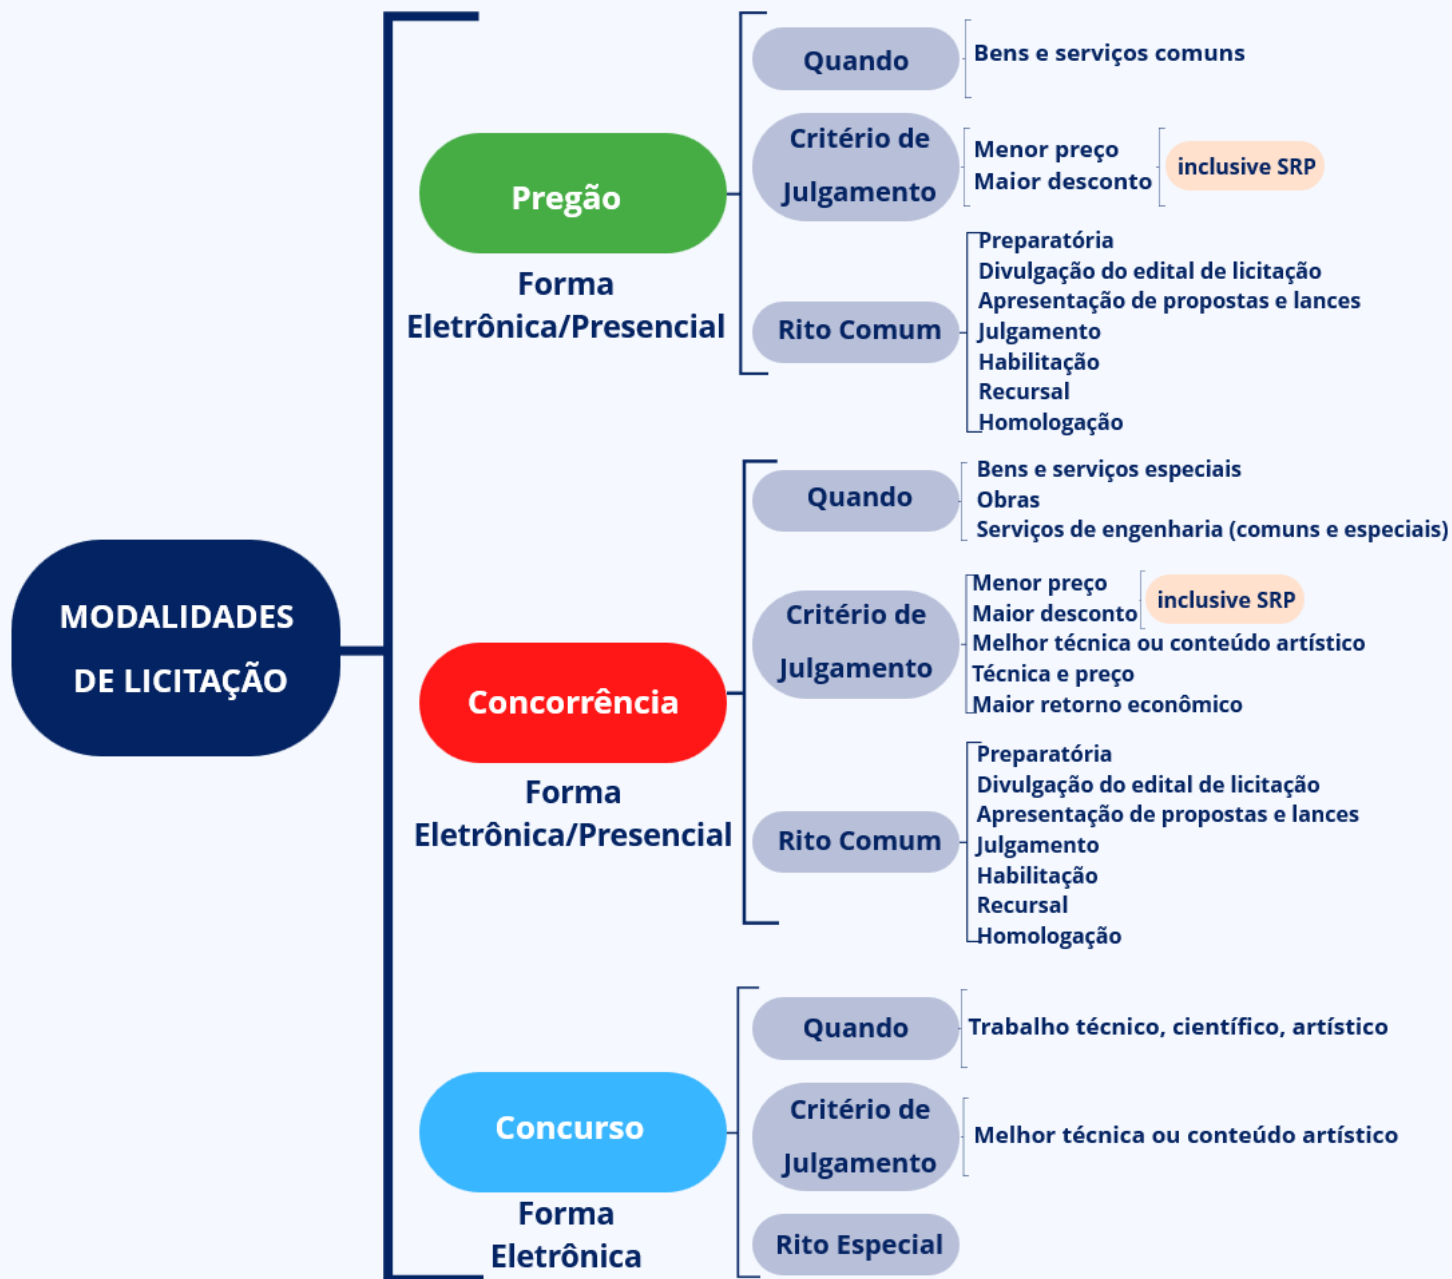 MODALIDADES
DE LICITAÇÃO
Pregão
Forma
Eletrônica/Presencial
Quando
Bens e serviços comuns
Critério de
Julgamento
Menor preço
Maior desconto
inclusive SRP
Rito Comum
Preparatória
Divulgação do edital de licitação
Apresentação de propostas e lances
Julgamento
Habilitação
Recursal
Homologação
Concorrência
Forma
Eletrônica/Presencial
Quando
Bens e serviços especiais
Obras
Serviços de engenharia (comuns e especiais)
Critério de
Julgamento
Menor preço
Maior desconto
inclusive SRP
Melhor técnica ou conteúdo artístico
Técnica e preço
Maior retorno econômico
Rito Comum
Preparatória
Divulgação do edital de licitação
Apresentação de propostas e lances
Julgamento
Habilitação
Recursal
Homologação
Concurso
Forma
Eletrônica
Quando
Trabalho técnico, científico, artístico
Critério de
Julgamento
Melhor técnica ou conteúdo artístico
Rito Especial